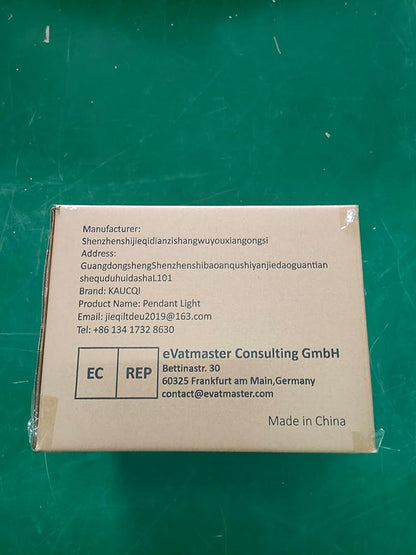 Manufacturer:
Shenzhenshijieqidianzishangwuyouxiangongsi
Address:
GuangdongshengShenzhenshibaoanqushiyanjiedaoguantian
shequduhuidashaL101
Brand: KAUCQI
Product Name: Pendant Light
Email: jieqiltdeu2019@163.com
Tel: +86 134 1732 8630
EC REP
eVatmaster Consulting GmbH
Bettinastr. 30
60325 Frankfurt am Main,Germany
contact@evatmaster.com
Made in China